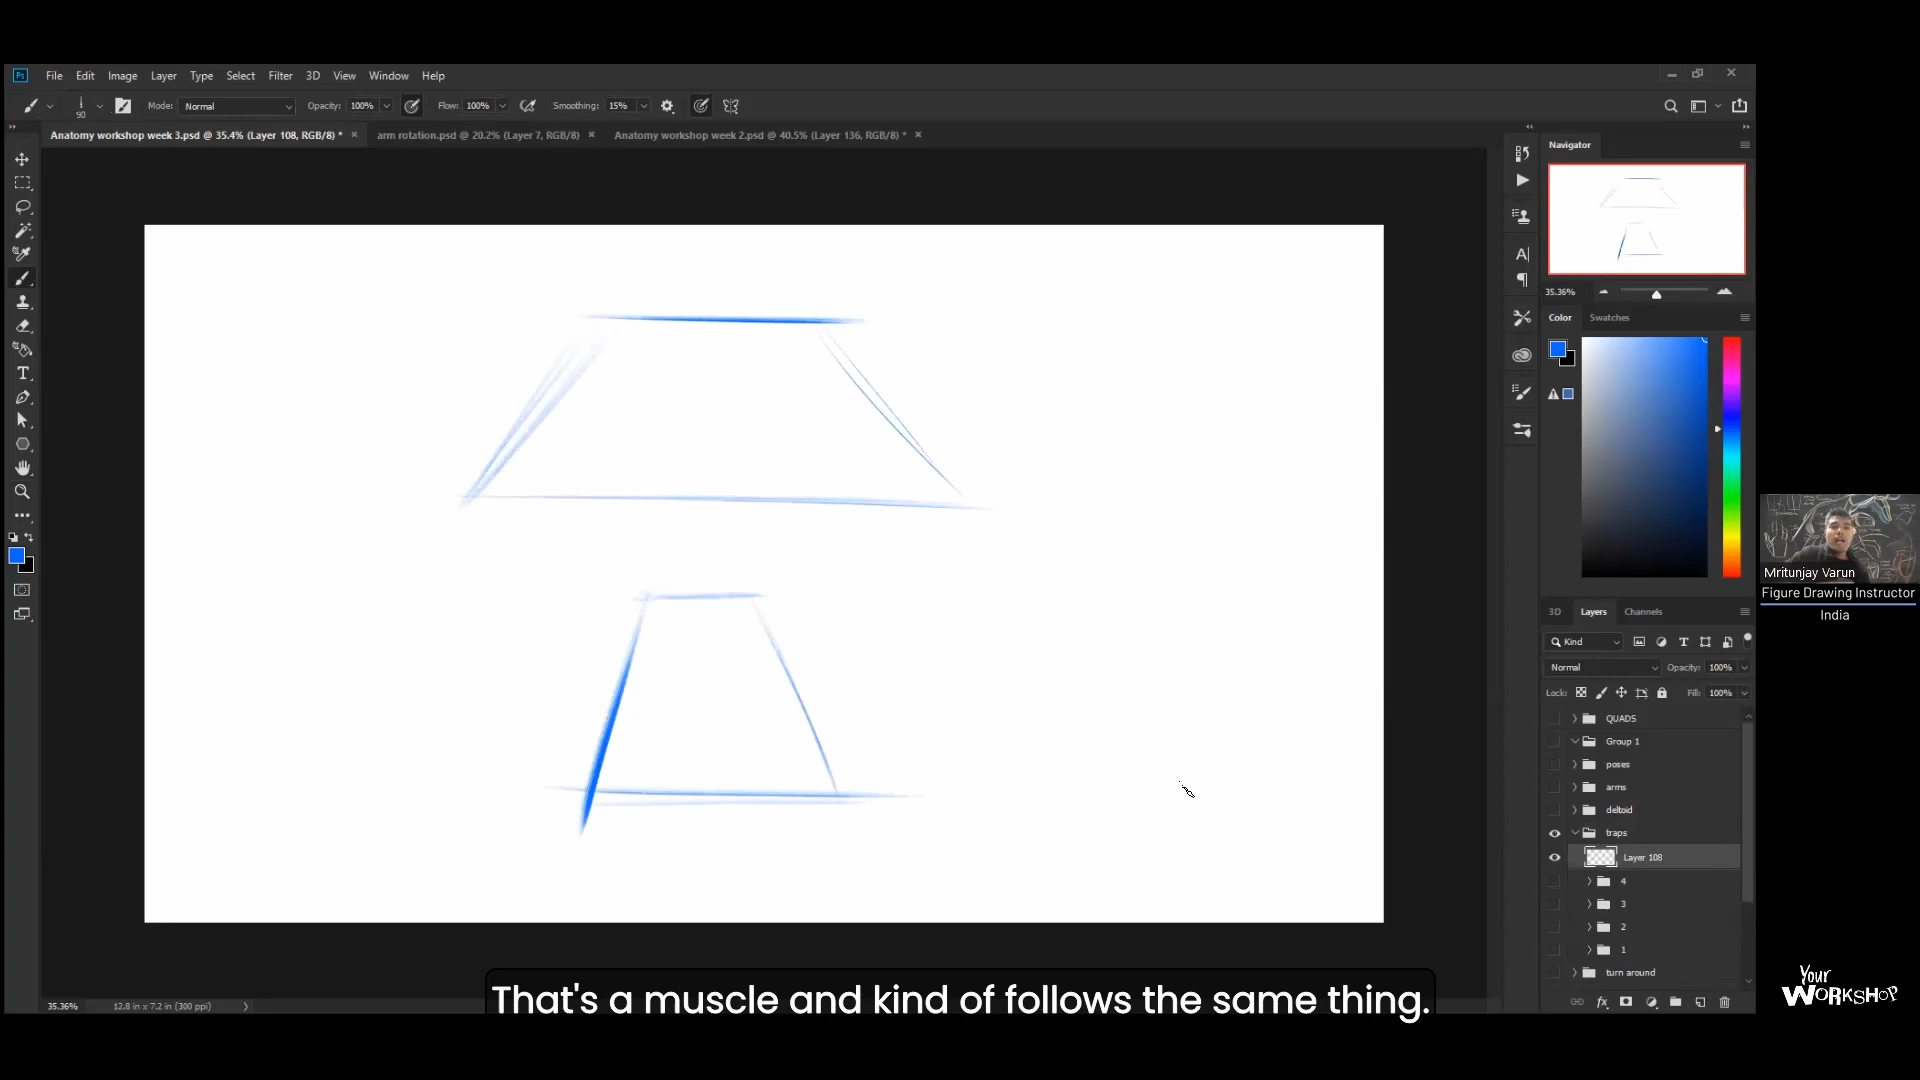 Ps File Edit Image Layer Type Select Filter 3D View Window Help
90 Mode: Normal Opacity: 100% Flow: 100% Smoothing: 15%
Anatomy workshop week 3.psd @ 35.4% (Layer 108, RGB/8) * × arm rotation.psd @ 20.2% (Layer 7, RGB/8) × Anatomy workshop week 2.psd @ 40.5% (Layer 136, RGB/8) * ×
Navigator
35.36%
Color Swatches
Mritunjay Varun
Figure Drawing Instructor
India
3D Layers Channels
Kind
Normal Opacity: 100%
Lock: Fill: 100%
QUADS
Group 1
poses
arms
deltoid
traps
Layer 108
4
3
2
1
turn around
35.36% 12.8 in x 7.2 in (300 ppi)
That's a muscle and kind of follows the same thing.
Your
WORKSHOP